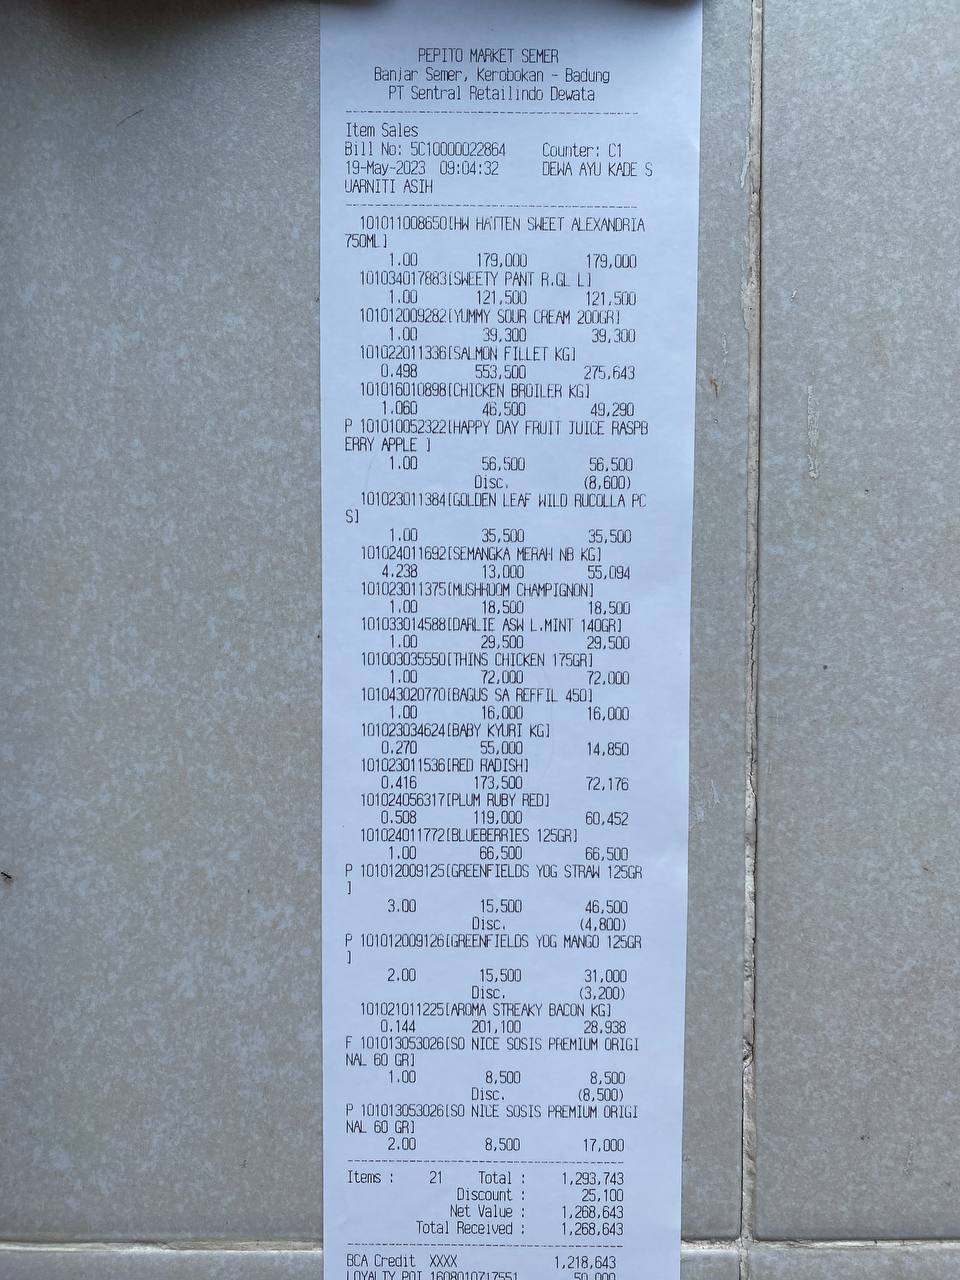 PEPITO MARKET SEMER
Banjar Semer, Kerobokan - Badung
PT Sentral Retailindo Dewata
Item Sales
Bill No: 5C10000022864 Counter: C1
19-May-2023 09:04:32 DEWA AYU KADE S
UARNITI ASIH
101011008650[HW HATTEN SWEET ALEXANDRIA
750ML]
1.00 179,000 179,000
101034017883[SWEETY PANT R.GL L]
1.00 121,500 121,500
101012009282[YUMMY SOUR CREAM 200GR]
1.00 39,300 39,300
101022011336[SALMON FILLET KG]
0.498 553,500 275,643
101016010898[CHICKEN BROILER KG]
1.060 46,500 49,290
P 101010052322[HAPPY DAY FRUIT JUICE RASPB
ERRY APPLE ]
1.00 56,500 56,500
Disc. (8,600)
101023011384[GOLDEN LEAF WILD RUCOLLA PC
S]
1.00 35,500 35,500
101024011692[SEMANGKA MERAH NB KG]
4.238 13,000 55,094
101023011375[MUSHROOM CHAMPIGNON]
1.00 18,500 18,500
101033014588[DARLIE ASW L.MINT 140GR]
1.00 29,500 29,500
101003035550[THINS CHICKEN 175GR]
1.00 72,000 72,000
101043020770[BAGUS SA REFFIL 450]
1.00 16,000 16,000
101023034624[BABY KYURI KG]
0.270 55,000 14,850
101023011536[RED RADISH]
0.416 173,500 72,176
101024056317[PLUM RUBY RED]
0.508 119,000 60,452
101024011772[BLUEBERRIES 125GR]
1.00 66,500 66,500
P 101012009125[GREENFIELDS YOG STRAW 125GR
]
3.00 15,500 46,500
Disc. (4,800)
P 101012009126[GREENFIELDS YOG MANGO 125GR
]
2.00 15,500 31,000
Disc. (3,200)
101021011225[AROMA STREAKY BACON KG]
0.144 201,100 28,938
F 101013053026[SO NICE SOSIS PREMIUM ORIGI
NAL 60 GR]
1.00 8,500 8,500
Disc. (8,500)
P 101013053026[SO NICE SOSIS PREMIUM ORIGI
NAL 60 GR]
2.00 8,500 17,000
Items : 21 Total : 1,293,743
Discount : 25,100
Net Value : 1,268,643
Total Received : 1,268,643
BCA Credit XXXX 1,218,643
LOYALTY POI 1608010717551 50,000